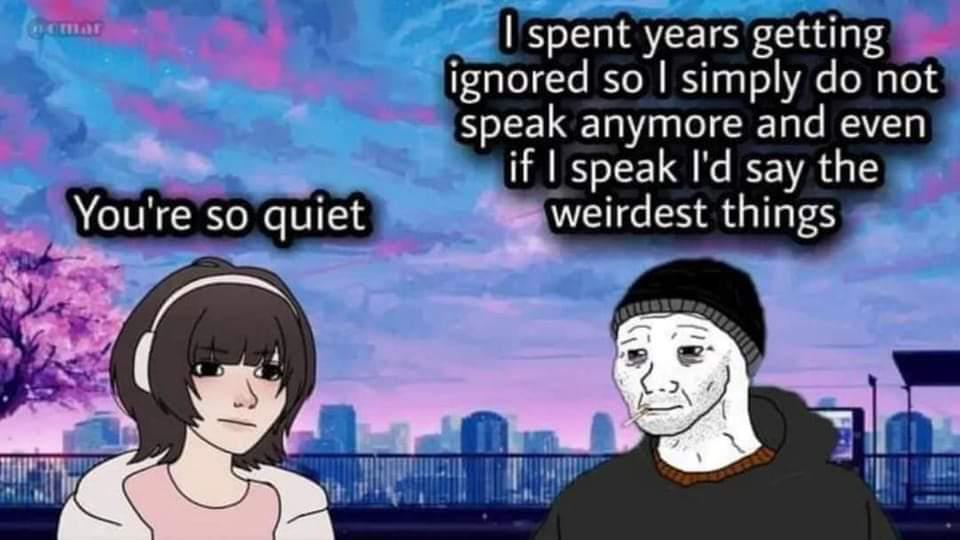 You're so quiet
I spent years getting
ignored so I simply do not
speak anymore and even
if I speak I'd say the
weirdest things